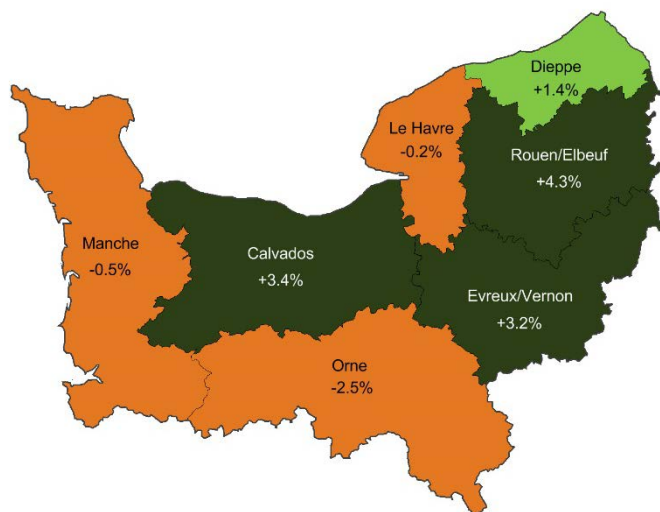 Dieppe
+1.4%
Le Havre
-0.2%
Rouen/Elbeuf
+4.3%
Manche
-0.5%
Calvados
+3.4%
Evreux/Vernon
+3.2%
Orne
-2.5%